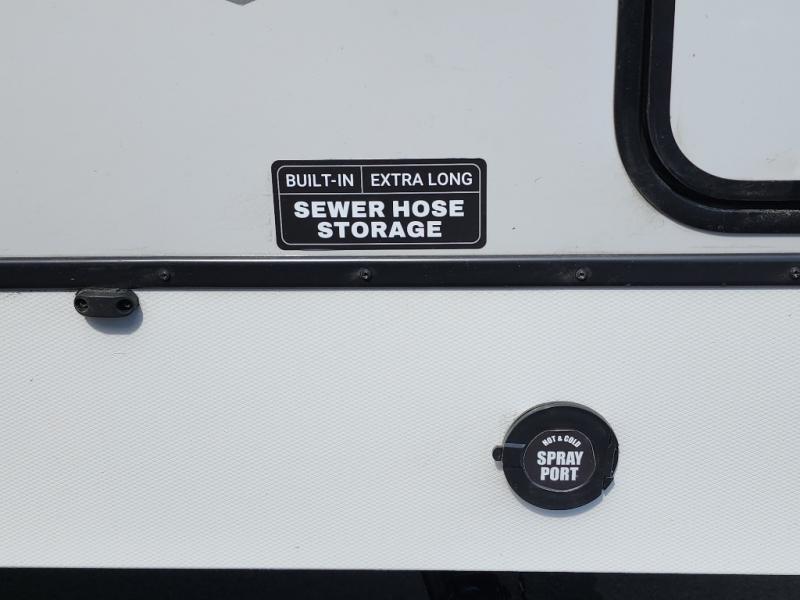 BUILT-IN EXTRA LONG
SEWER HOSE
STORAGE
HOT & COLD
SPRAY
PORT